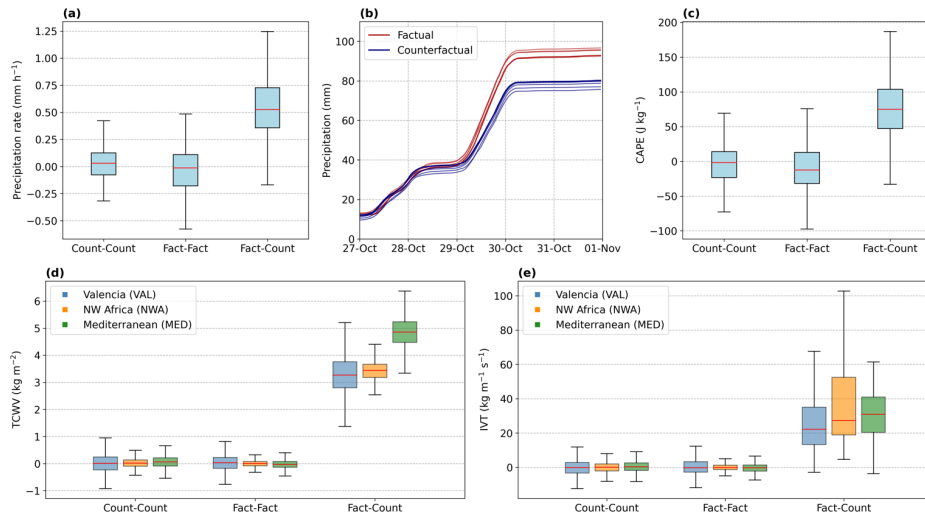 (a)
Precipitation rate (mm h⁻¹)
1.25
1.00
0.75
0.50
0.25
0.00
−0.25
−0.50
Count-Count
Fact-Fact
Fact-Count
(b)
Factual
Counterfactual
Precipitation (mm)
100
80
60
40
20
0
27-Oct
28-Oct
29-Oct
30-Oct
31-Oct
01-Nov
(c)
CAPE (J kg⁻¹)
200
150
100
50
0
−50
−100
Count-Count
Fact-Fact
Fact-Count
(d)
Valencia (VAL)
NW Africa (NWA)
Mediterranean (MED)
TCWV (kg m⁻²)
6
5
4
3
2
1
0
−1
Count-Count
Fact-Fact
Fact-Count
(e)
Valencia (VAL)
NW Africa (NWA)
Mediterranean (MED)
IVT (kg m⁻¹ s⁻¹)
100
80
60
40
20
0
Count-Count
Fact-Fact
Fact-Count